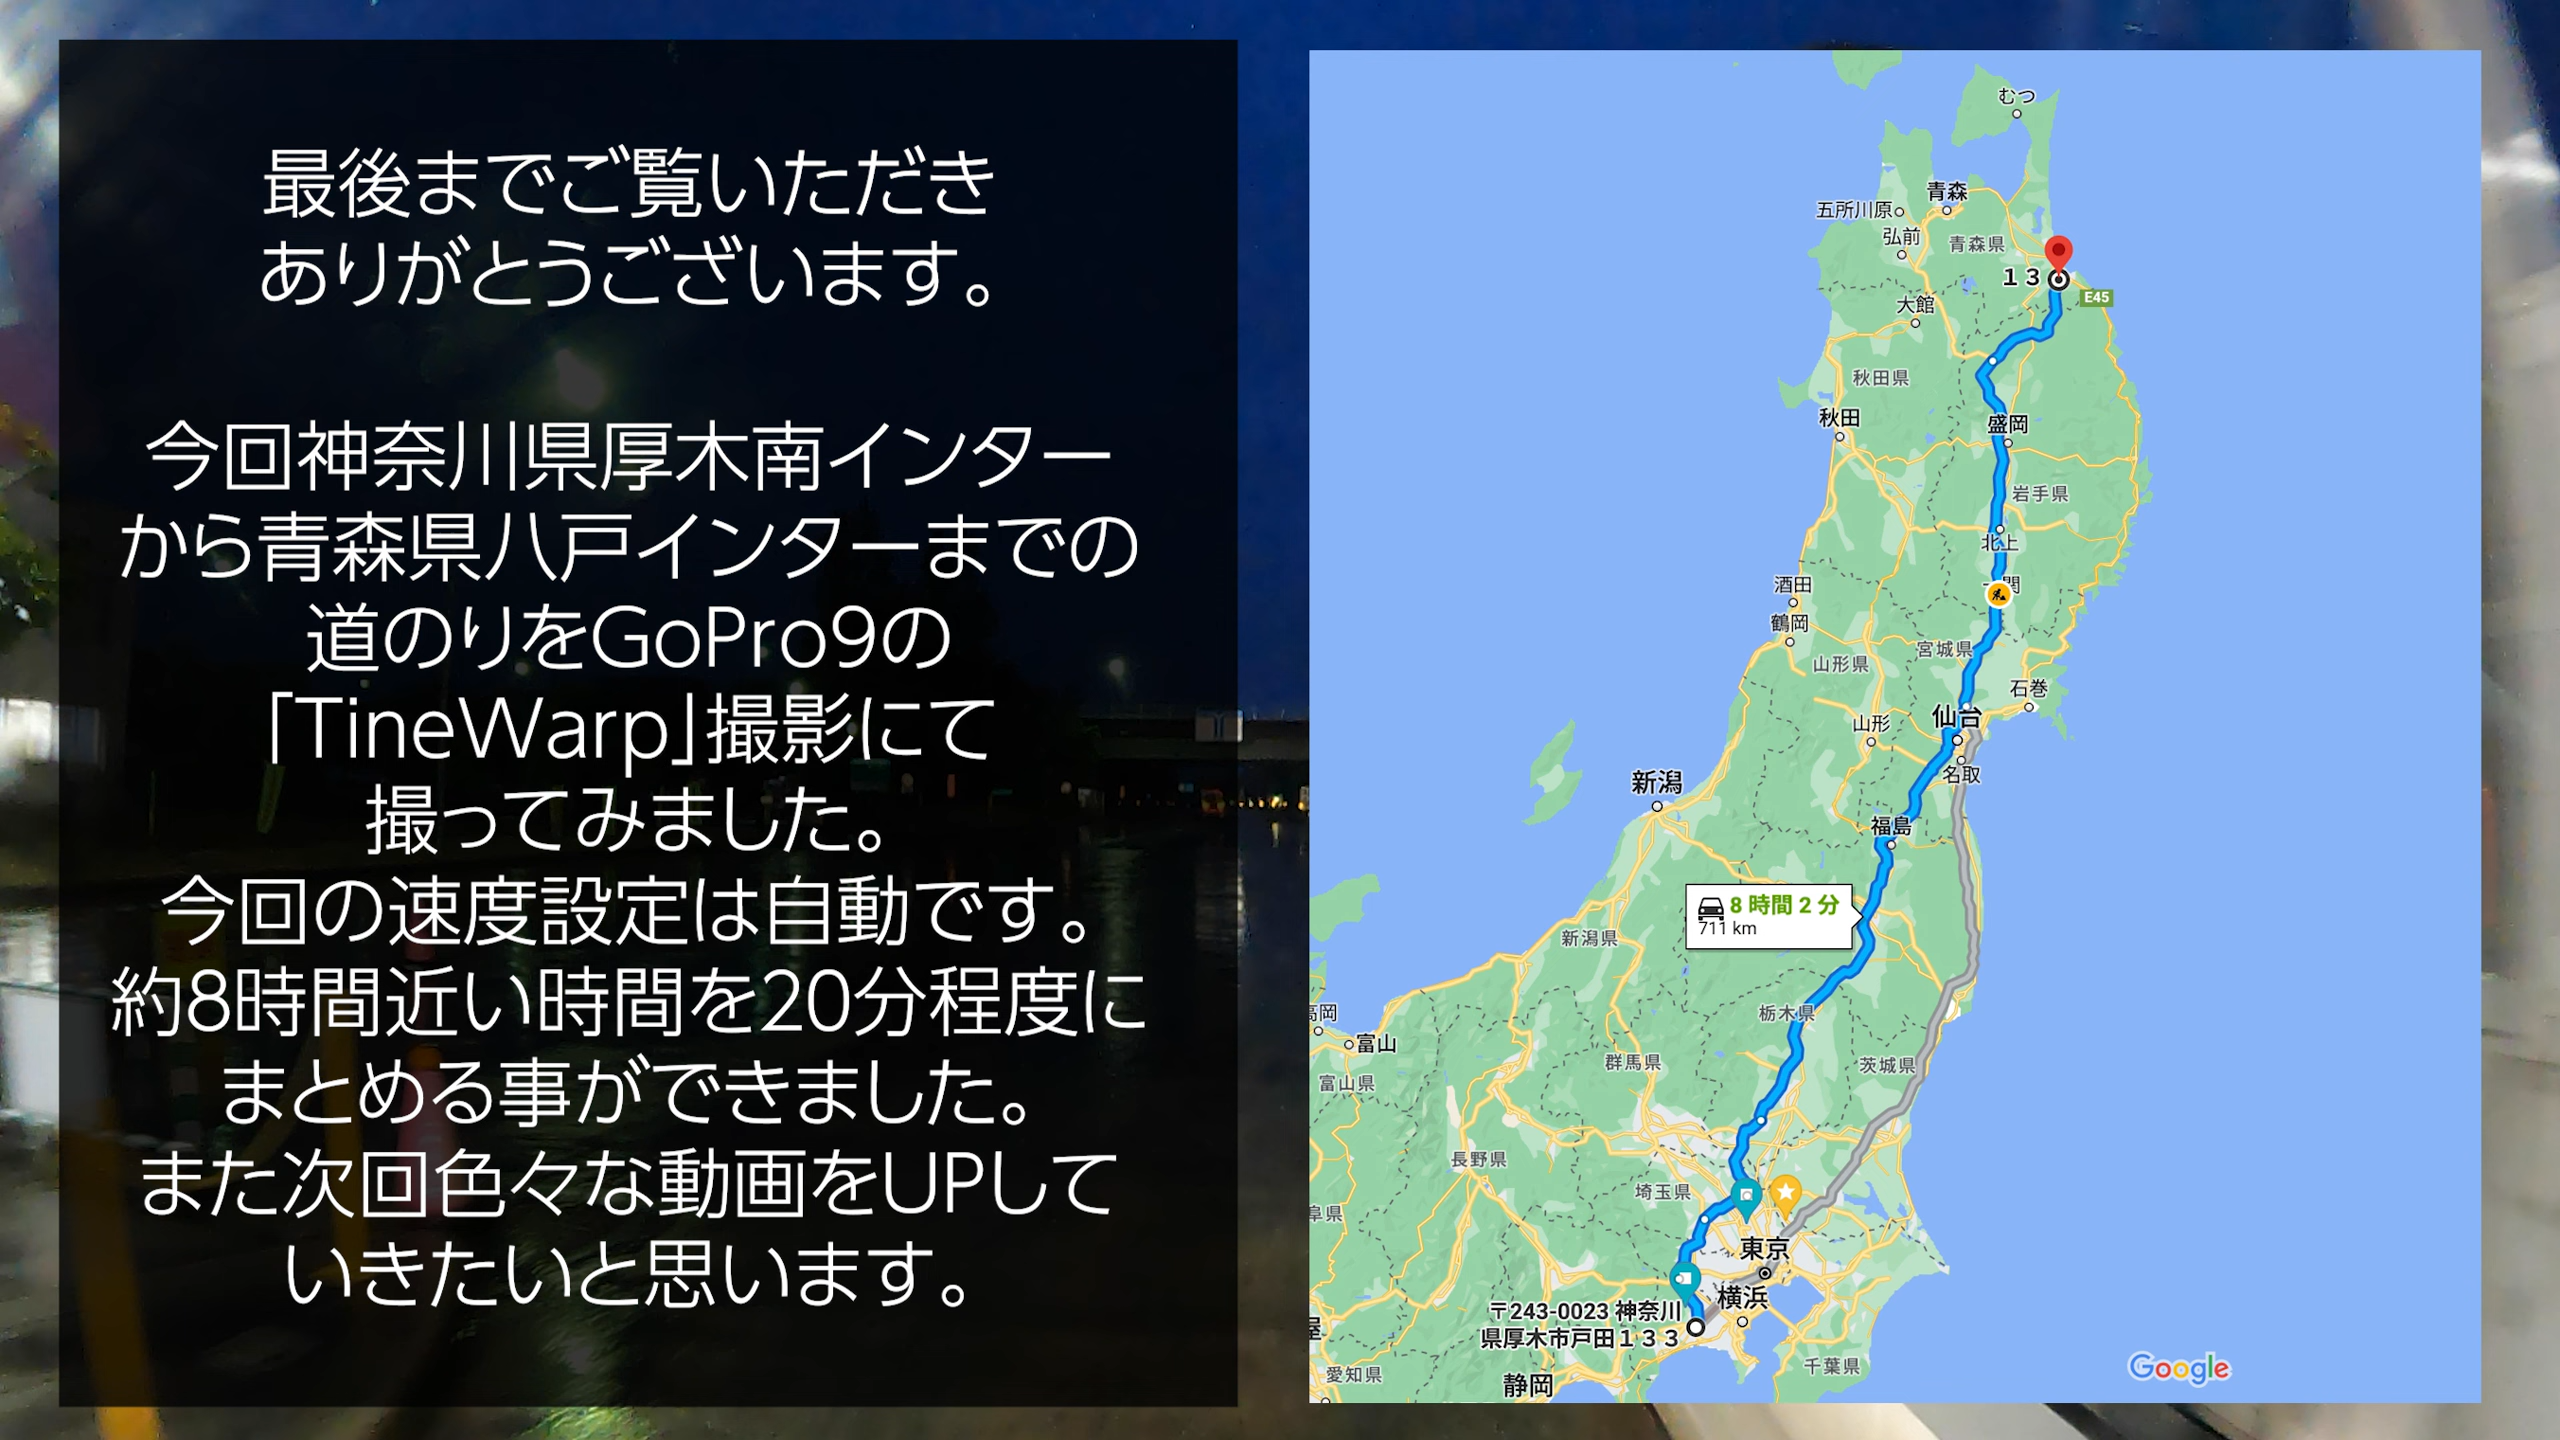 最後までご覧いただき
ありがとうございます。
今回神奈川県厚木南インター
から青森県八戸インターまでの
道のりをGoPro9の
「TineWarp」撮影にて
撮ってみました。
今回の速度設定は自動です。
約8時間近い時間を20分程度に
まとめる事ができました。
また次回色々な動画をUPして
いきたいと思います。
むつ
青森
五所川原
弘前
青森県
13
E45
大館
秋田県
秋田
盛岡
岩手県
北上
酒田
鶴岡
宮城県
山形県
石巻
仙台
山形
名取
新潟
福島
8 時間 2 分
711 km
新潟県
栃木県
高岡
富山
群馬県
茨城県
富山県
長野県
埼玉県
阜県
東京
横浜
〒243-0023 神奈川
県厚木市戸田１３３
千葉県
愛知県
静岡
Google